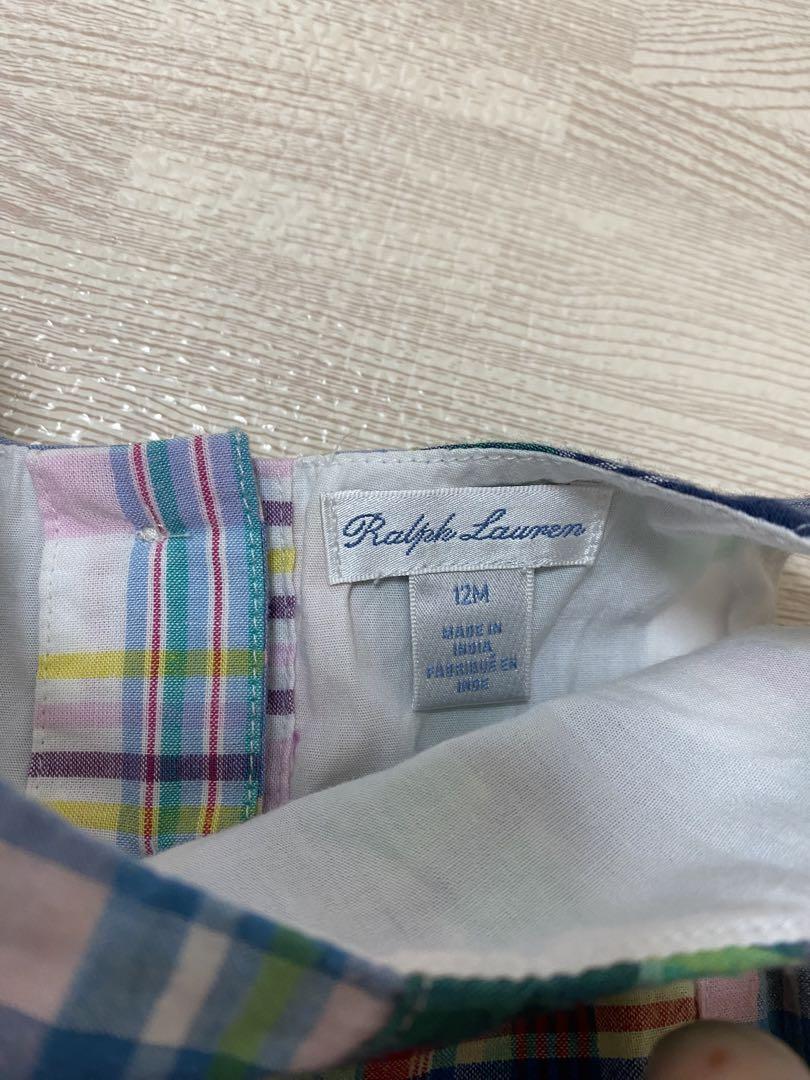 Ralph Lauren
12M
MADE IN
INDIA
FABRIQUÉ EN
INDE